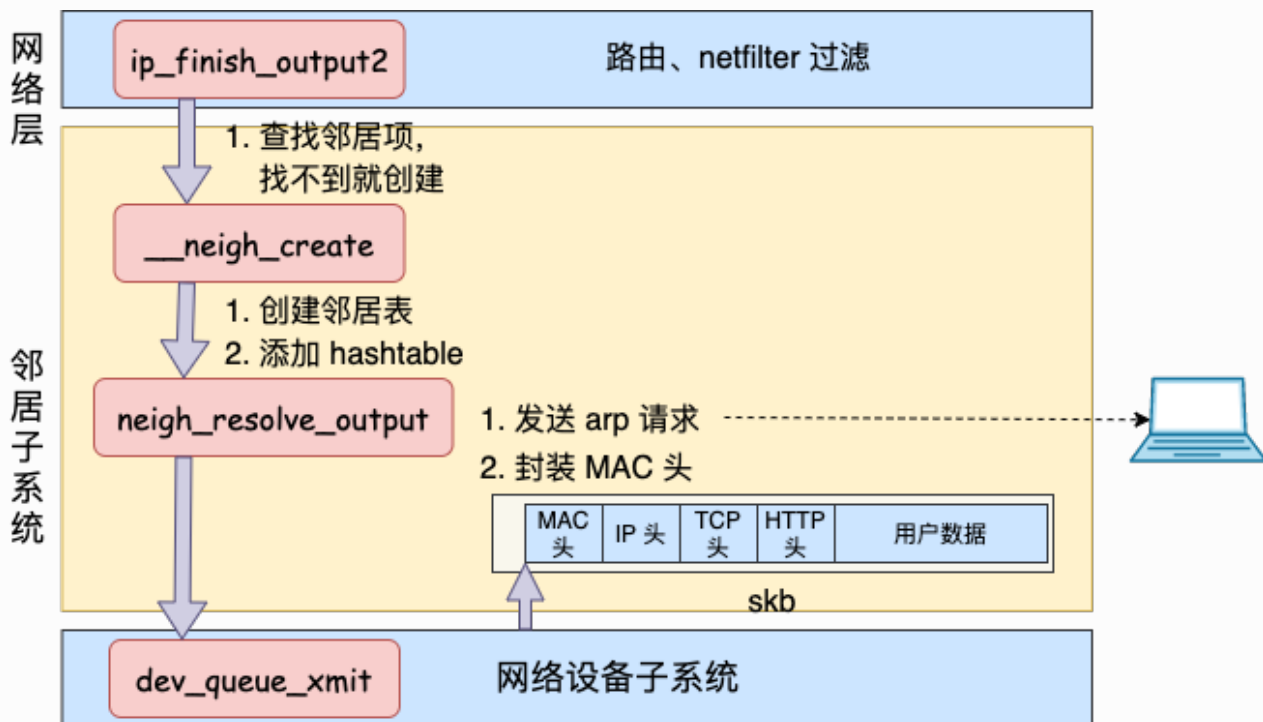 网络层
ip_finish_output2
路由、netfilter 过滤
1. 查找邻居项,
找不到就创建
__neigh_create
1. 创建邻居表
2. 添加 hashtable
邻居子系统
neigh_resolve_output
1. 发送 arp 请求
2. 封装 MAC 头
MAC
头
IP 头
TCP
头
HTTP
头
用户数据
skb
dev_queue_xmit
网络设备子系统